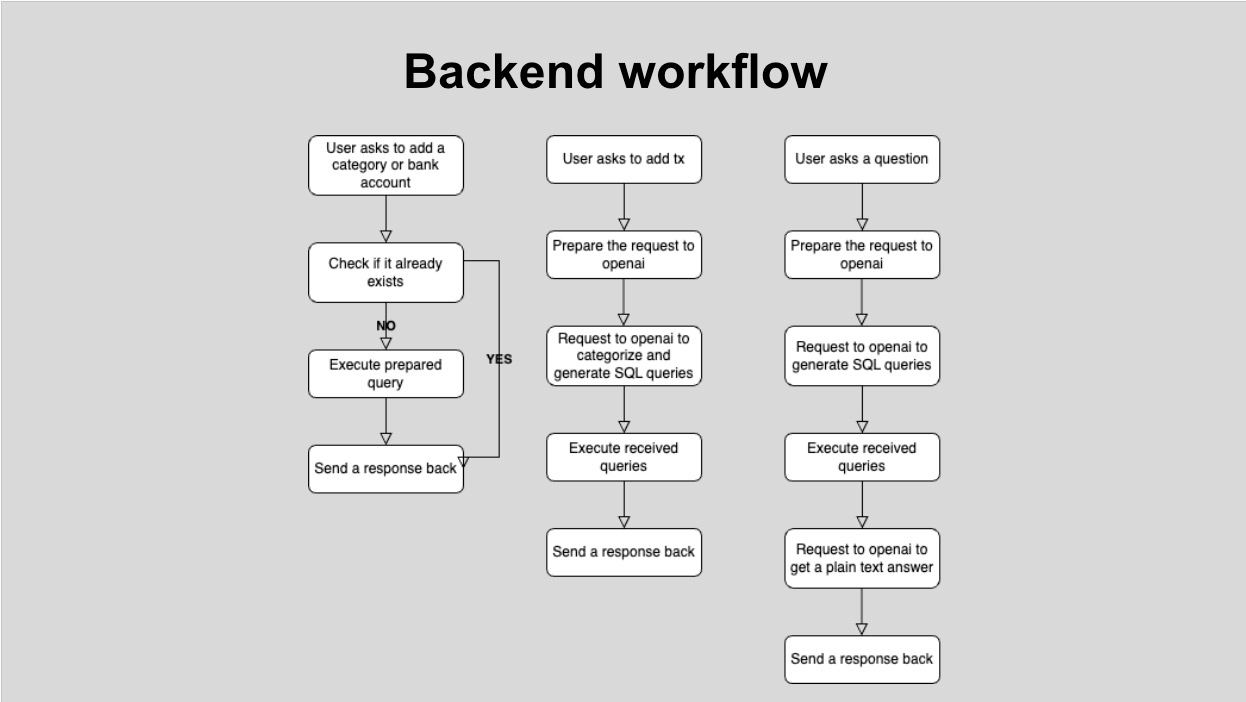 Backend workflow
User asks to add a
category or bank
account
Check if it already
exists
NO
YES
Execute prepared
query
Send a response back
User asks to add tx
Prepare the request to
openai
Request to openai to
categorize and
generate SQL queries
Execute received
queries
Send a response back
User asks a question
Prepare the request to
openai
Request to openai to
generate SQL queries
Execute received
queries
Request to openai to
get a plain text answer
Send a response back